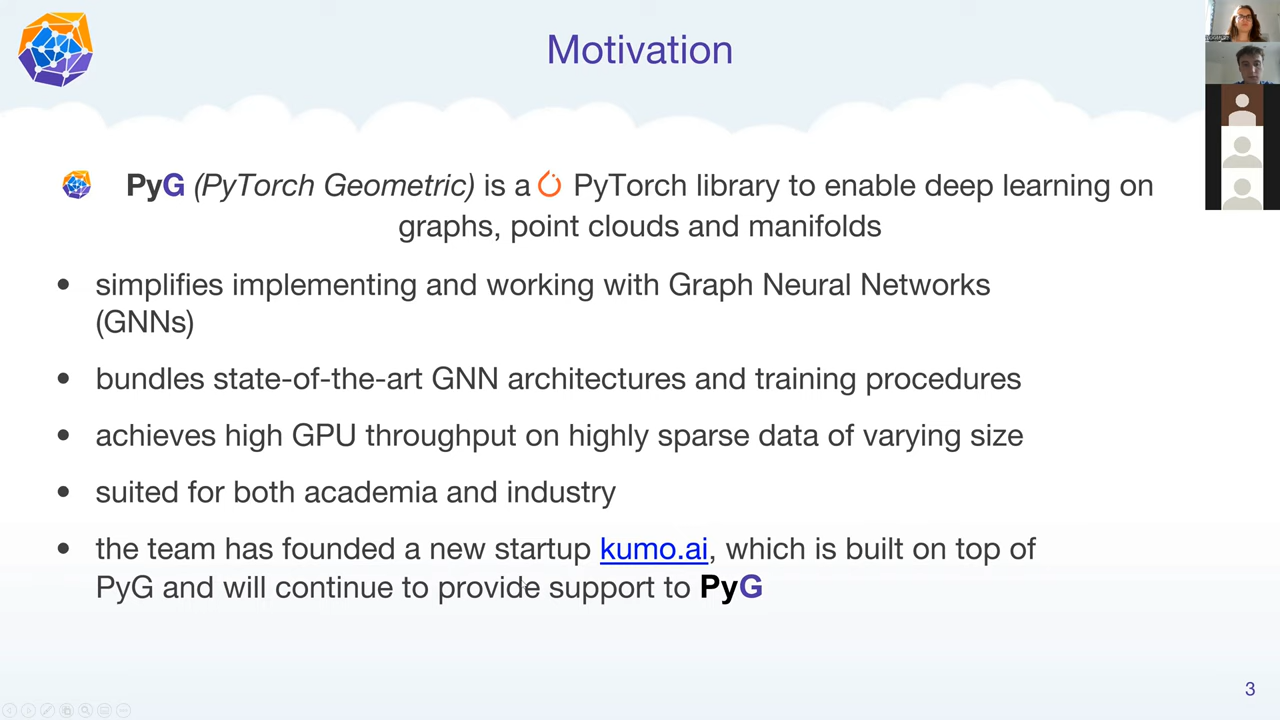 Motivation
PyG (PyTorch Geometric) is a PyTorch library to enable deep learning on
graphs, point clouds and manifolds
• simplifies implementing and working with Graph Neural Networks
(GNNs)
• bundles state-of-the-art GNN architectures and training procedures
• achieves high GPU throughput on highly sparse data of varying size
• suited for both academia and industry
• the team has founded a new startup kumo.ai, which is built on top of
PyG and will continue to provide support to PyG
3